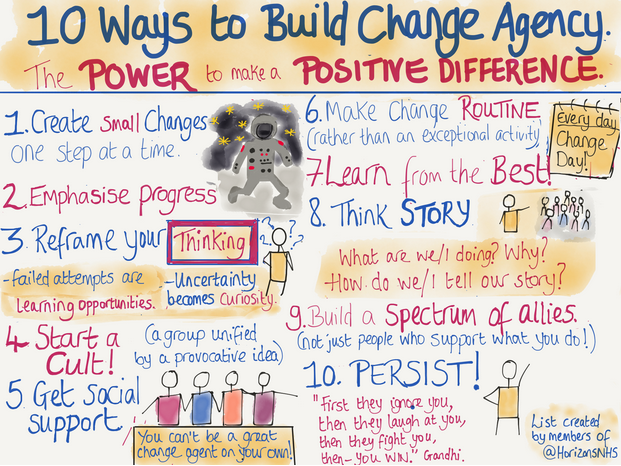 10 Ways to Build Change Agency.
The POWER to make a POSITIVE DIFFERENCE.
1. Create small Changes
one step at a time.
2. Emphasise progress
3. Reframe your Thinking
? ? ?
-failed attempts are
Learning opportunities.
-Uncertainty
becomes Curiosity.
4. Start a
Cult!
(a group unified
by a provocative idea)
5. Get social
support
You can't be a great
change agent on your own!
6. Make Change ROUTINE
(rather than an exceptional activity)
Every day
Change
Day!
7. Learn from the Best!
8. Think STORY
What are we/I doing? Why?
-How do we/I tell our story?
9. Build a Spectrum of allies.
(not just people who support what you do!)
10. PERSIST!
"First they ignore you,
then they laugh at you,
then they fight you,
then-you WIN." Gandhi.
List created
by members of
@HorizonsNHS